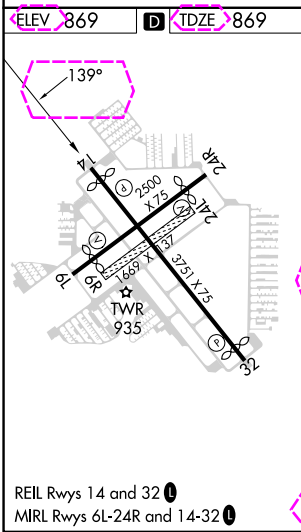 ELEV 869 D TDZE 869
139°
14
24R
P
2500
X 75
V
24L
V
6L
6R
1669 X 137
3751 X 75
TWR
935
P
32
REIL Rwys 14 and 32 L
MIRL Rwys 6L-24R and 14-32 L